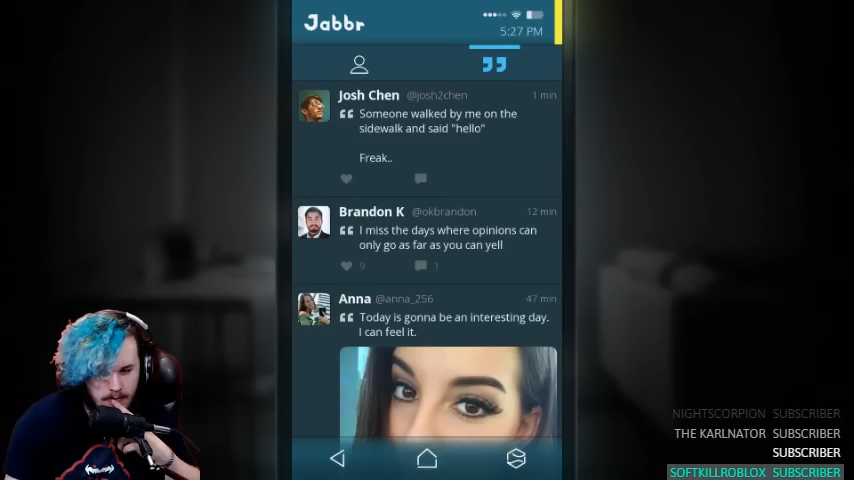 Jabbr
5:27 PM
Josh Chen @josh2chen 1 min
Someone walked by me on the
sidewalk and said "hello"
Freak..
Brandon K @okbrandon 12 min
I miss the days where opinions can
only go as far as you can yell
9 1
Anna @anna_256 47 min
Today is gonna be an interesting day.
I can feel it.
NIGHTSCORPION SUBSCRIBER
THE KARLNATOR SUBSCRIBER
SUBSCRIBER
SOFTKILLROBLOX SUBSCRIBER